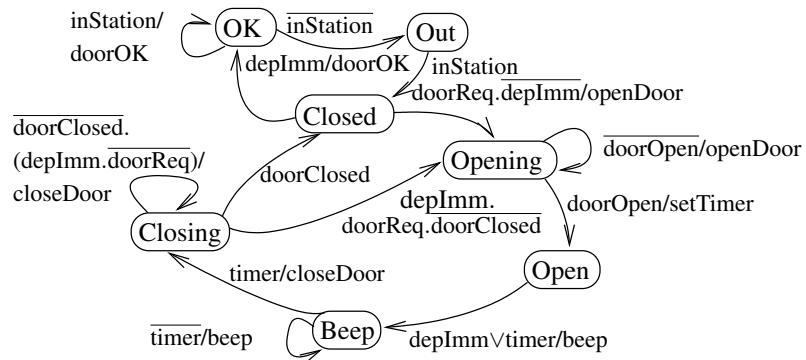 inStation/
doorOK
OK
inStation
Out
depImm/doorOK
inStation
doorReq.depImm/openDoor
Closed
doorClosed.
(depImm.doorReq)/
closeDoor
Opening
doorOpen/openDoor
doorClosed
depImm.
doorReq.doorClosed
doorOpen/setTimer
Closing
Open
timer/closeDoor
timer/beep
Beep
depImm∨timer/beep